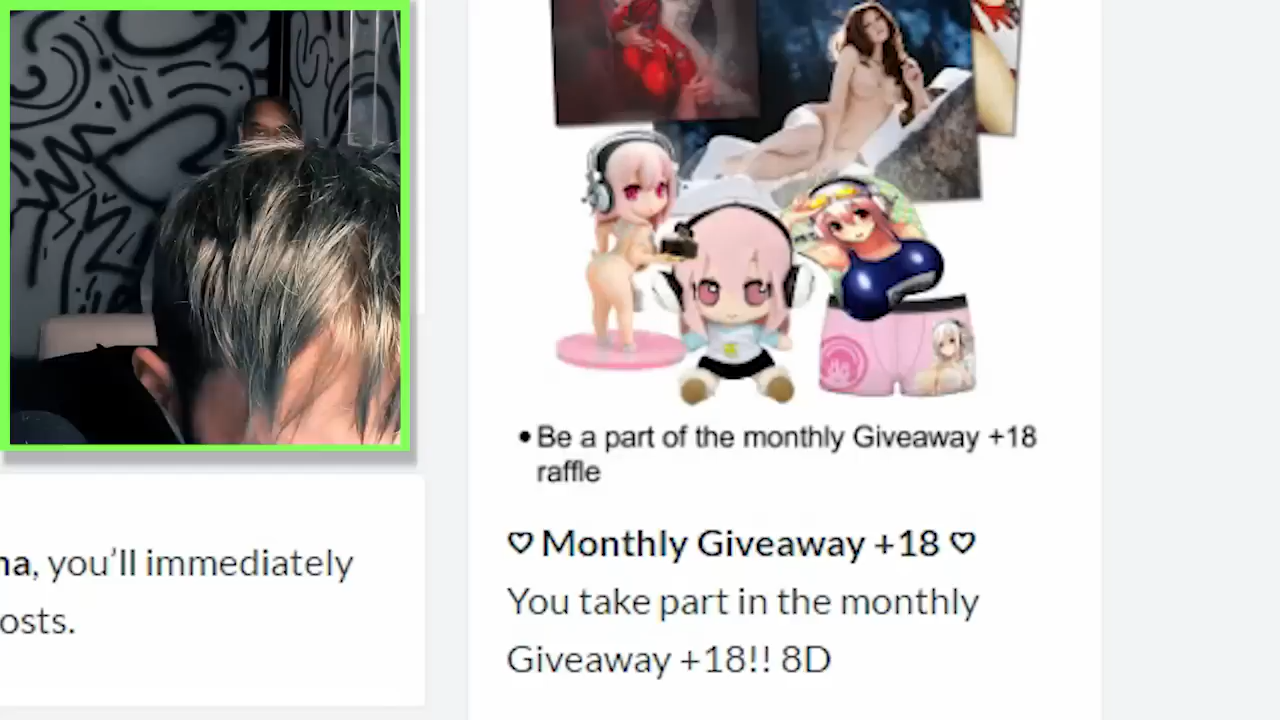 • Be a part of the monthly Giveaway +18
raffle
♡ Monthly Giveaway +18 ♡
You take part in the monthly
Giveaway +18!! 8D
na, you'll immediately
osts.